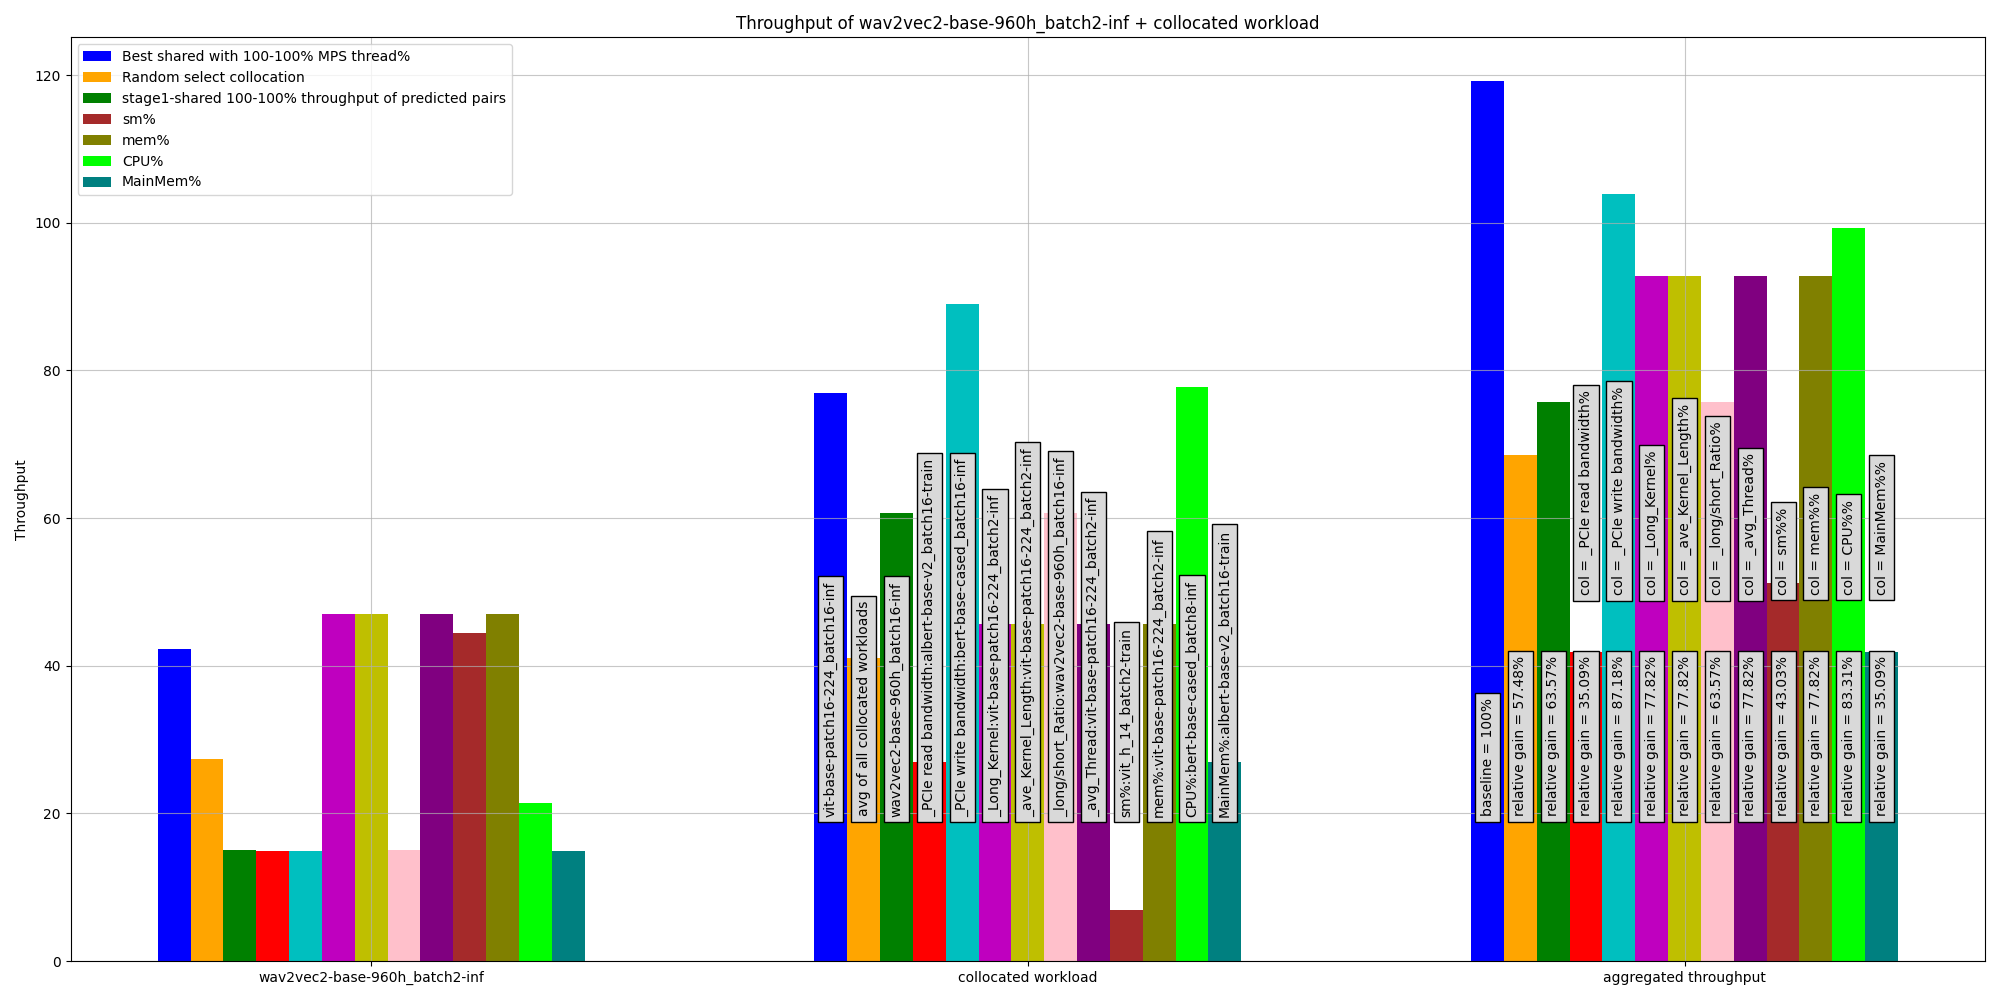 Throughput of wav2vec2-base-960h_batch2-inf + collocated workload
Best shared with 100-100% MPS thread%
Random select collocation
stage1-shared 100-100% throughput of predicted pairs
sm%
mem%
CPU%
MainMem%
Throughput
120
100
80
60
40
20
0
vit-base-patch16-224_batch16-inf
avg of all collocated workloads
wav2vec2-base-960h_batch16-inf
_PCIe read bandwidth:albert-base-v2_batch16-train
_PCIe write bandwidth:bert-base-cased_batch16-inf
_Long_Kernel:vit-base-patch16-224_batch2-inf
_ave_Kernel_Length:vit-base-patch16-224_batch2-inf
_long/short_Ratio:wav2vec2-base-960h_batch16-inf
_avg_Thread:vit-base-patch16-224_batch2-inf
sm%:vit_h_14_batch2-train
mem%:vit-base-patch16-224_batch2-inf
CPU%:bert-base-cased_batch8-inf
MainMem%:albert-base-v2_batch16-train
col = _PCIe read bandwidth%
col = _PCIe write bandwidth%
col = _Long_Kernel%
col = _ave_Kernel_Length%
col = _long/short_Ratio%
col = _avg_Thread%
col = sm%%
col = mem%%
col = CPU%%
col = MainMem%%
baseline = 100%
relative gain = 57.48%
relative gain = 63.57%
relative gain = 35.09%
relative gain = 87.18%
relative gain = 77.82%
relative gain = 77.82%
relative gain = 63.57%
relative gain = 77.82%
relative gain = 43.03%
relative gain = 77.82%
relative gain = 83.31%
relative gain = 35.09%
wav2vec2-base-960h_batch2-inf
collocated workload
aggregated throughput